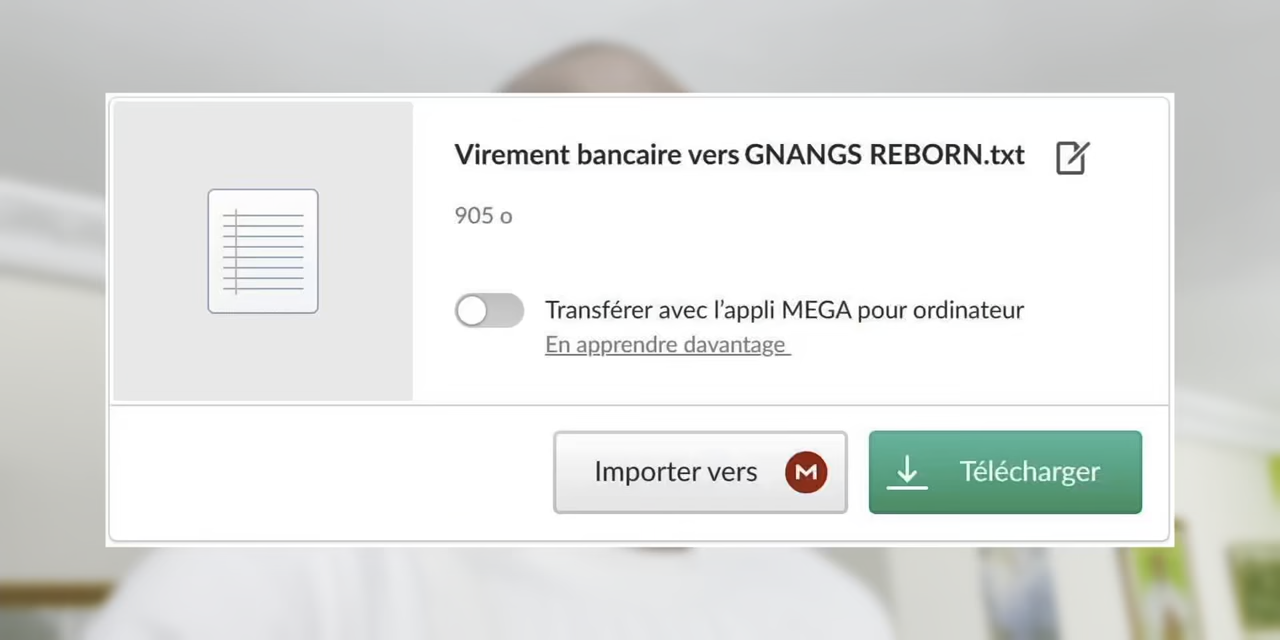 Virement bancaire vers GNANGS REBORN.txt
905 o
Transférer avec l’appli MEGA pour ordinateur
En apprendre davantage
Importer vers M
Télécharger